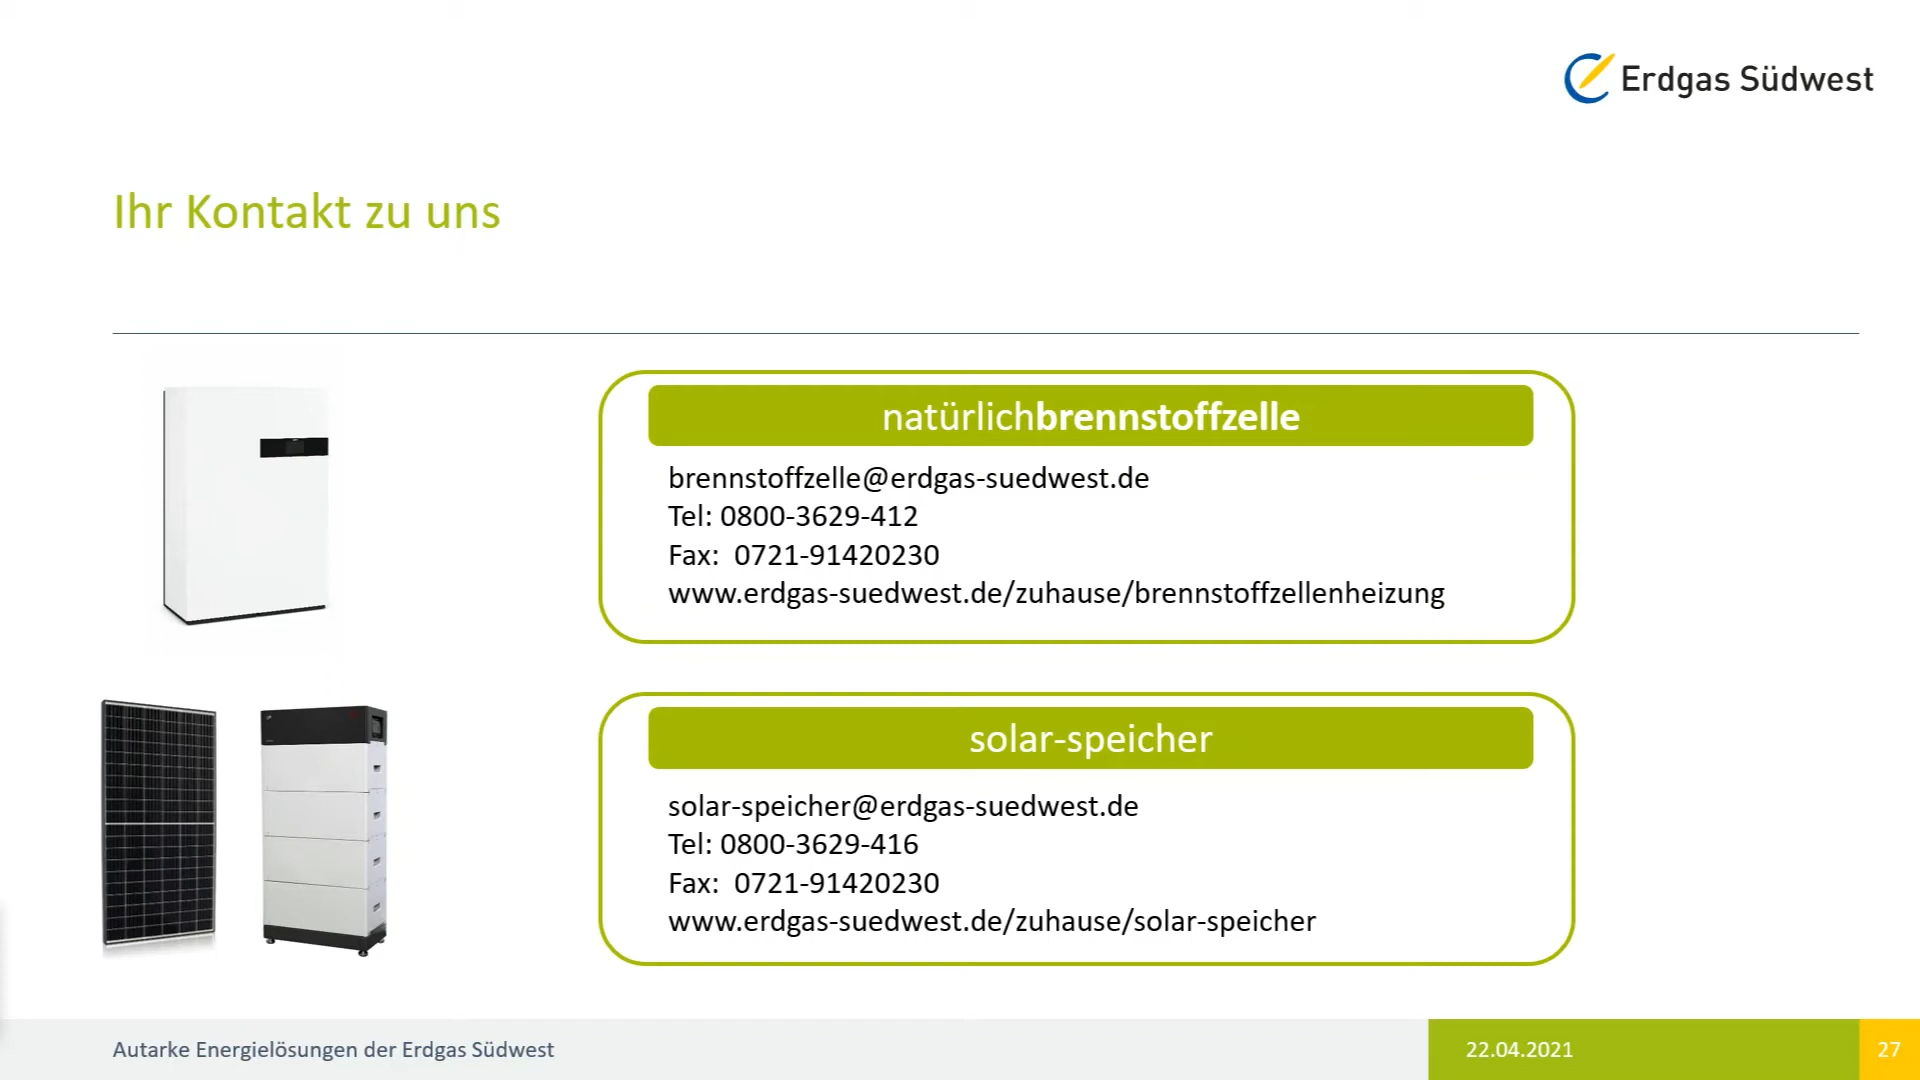 Erdgas Südwest
Ihr Kontakt zu uns
natürlichbrennstoffzelle
brennstoffzelle@erdgas-suedwest.de
Tel: 0800-3629-412
Fax:  0721-91420230
www.erdgas-suedwest.de/zuhause/brennstoffzellenheizung
solar-speicher
solar-speicher@erdgas-suedwest.de
Tel: 0800-3629-416
Fax:  0721-91420230
www.erdgas-suedwest.de/zuhause/solar-speicher
Autarke Energielösungen der Erdgas Südwest
22.04.2021
27